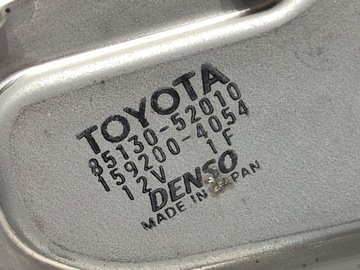 TOYOTA
85130-52010
159200-4054
12V 1F
DENSO
MADE IN JAPAN